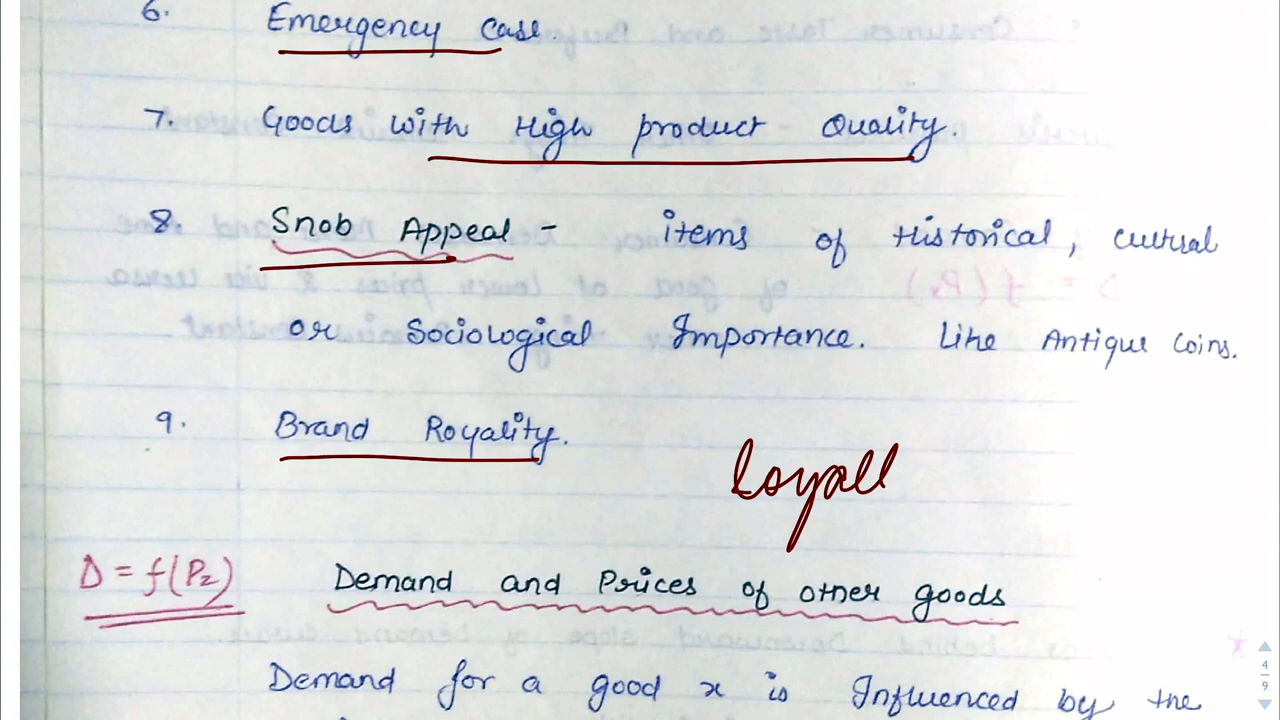 6. Emergency Case.
7. Goods with High product Quality.
8. Snob Appeal - items of Historical, cultural
or Sociological Importance. Like Antique Coins.
9. Brand Royality.
loyall
D = f(Pz) Demand and Prices of other goods
Demand for a good x is Influenced by the
4
9